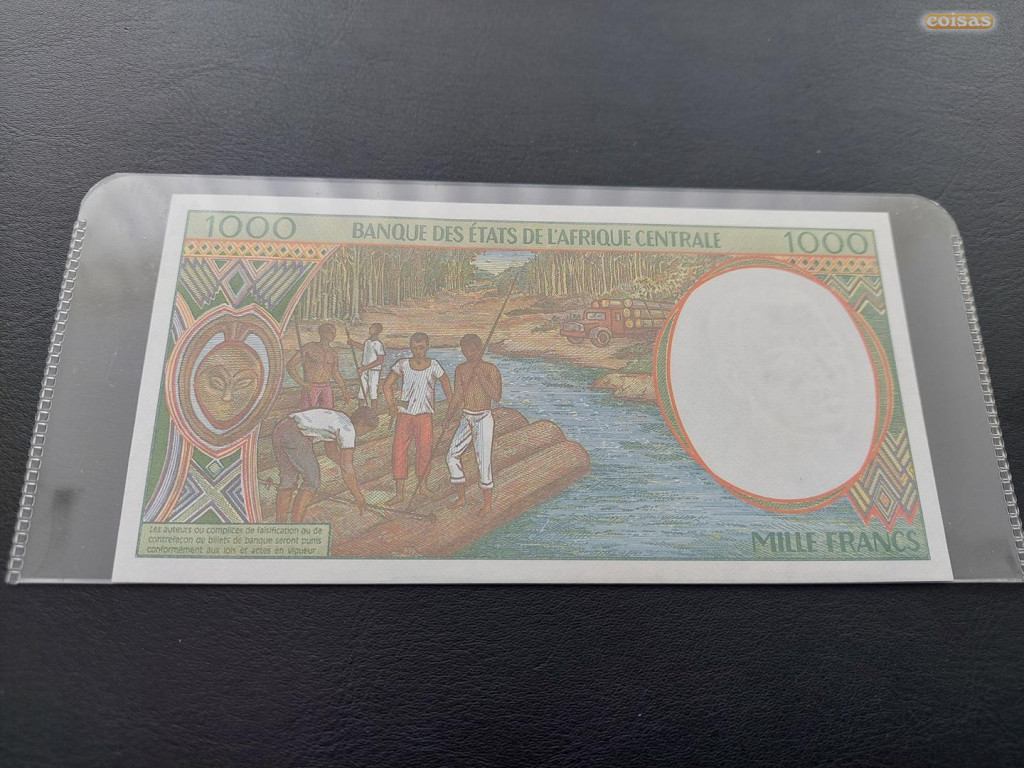 coisas
1000
BANQUE DES ÉTATS DE L'AFRIQUE CENTRALE
1000
Les auteurs ou complices de falsification ou de
contrefaçon de billets de banque seront punis
conformément aux lois et actes en vigueur.
MILLE FRANCS